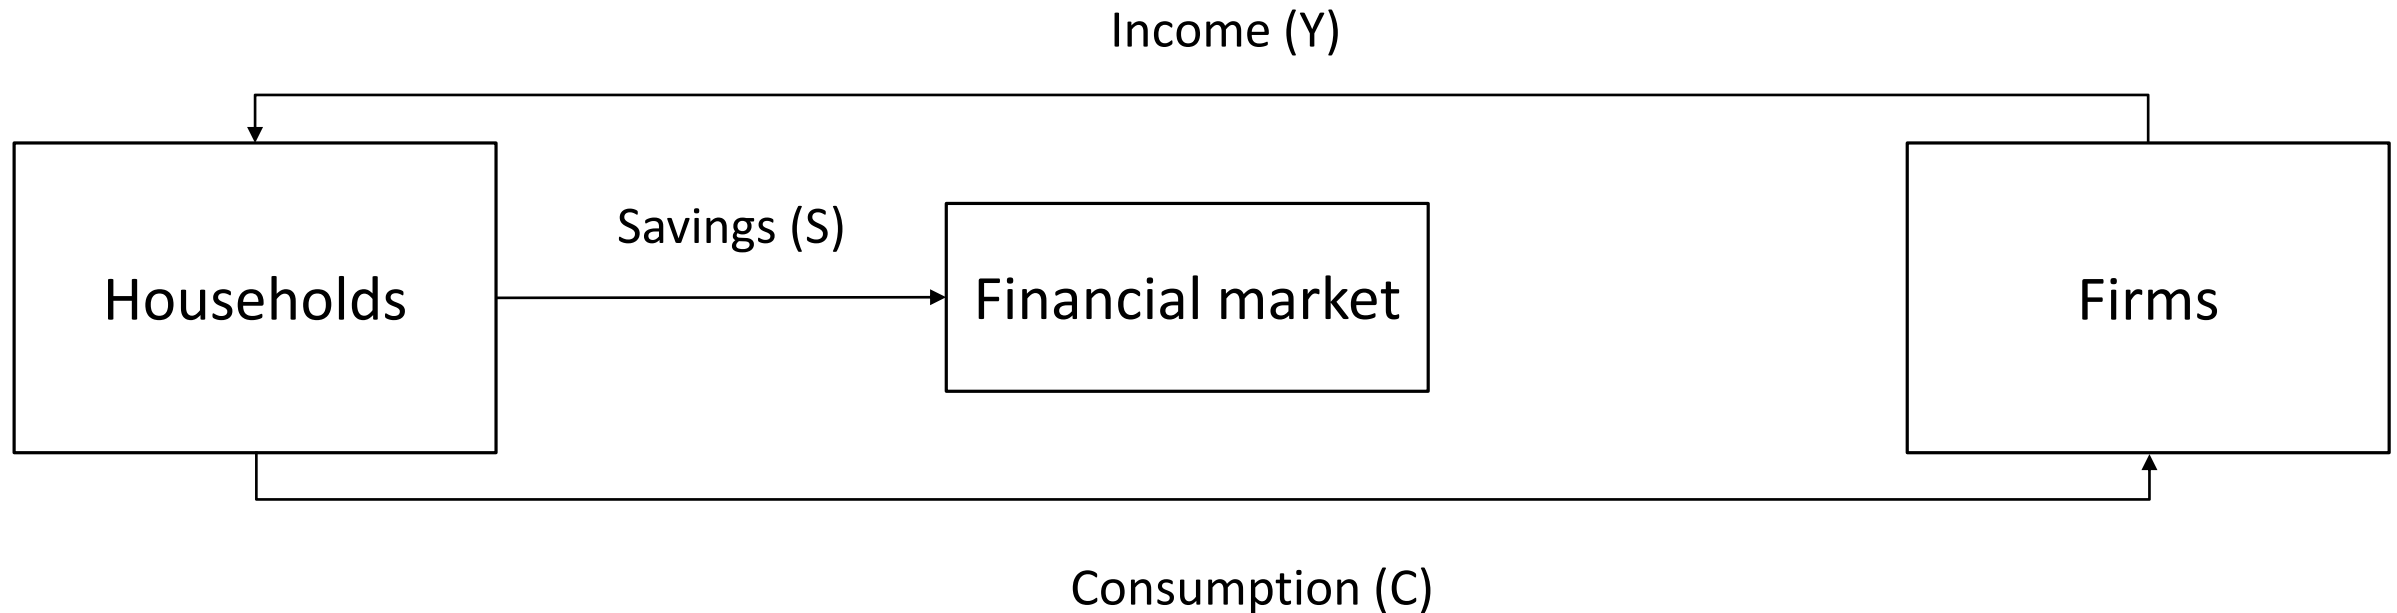 Income (Y)
Savings (S)
Households
Financial market
Firms
Consumption (C)